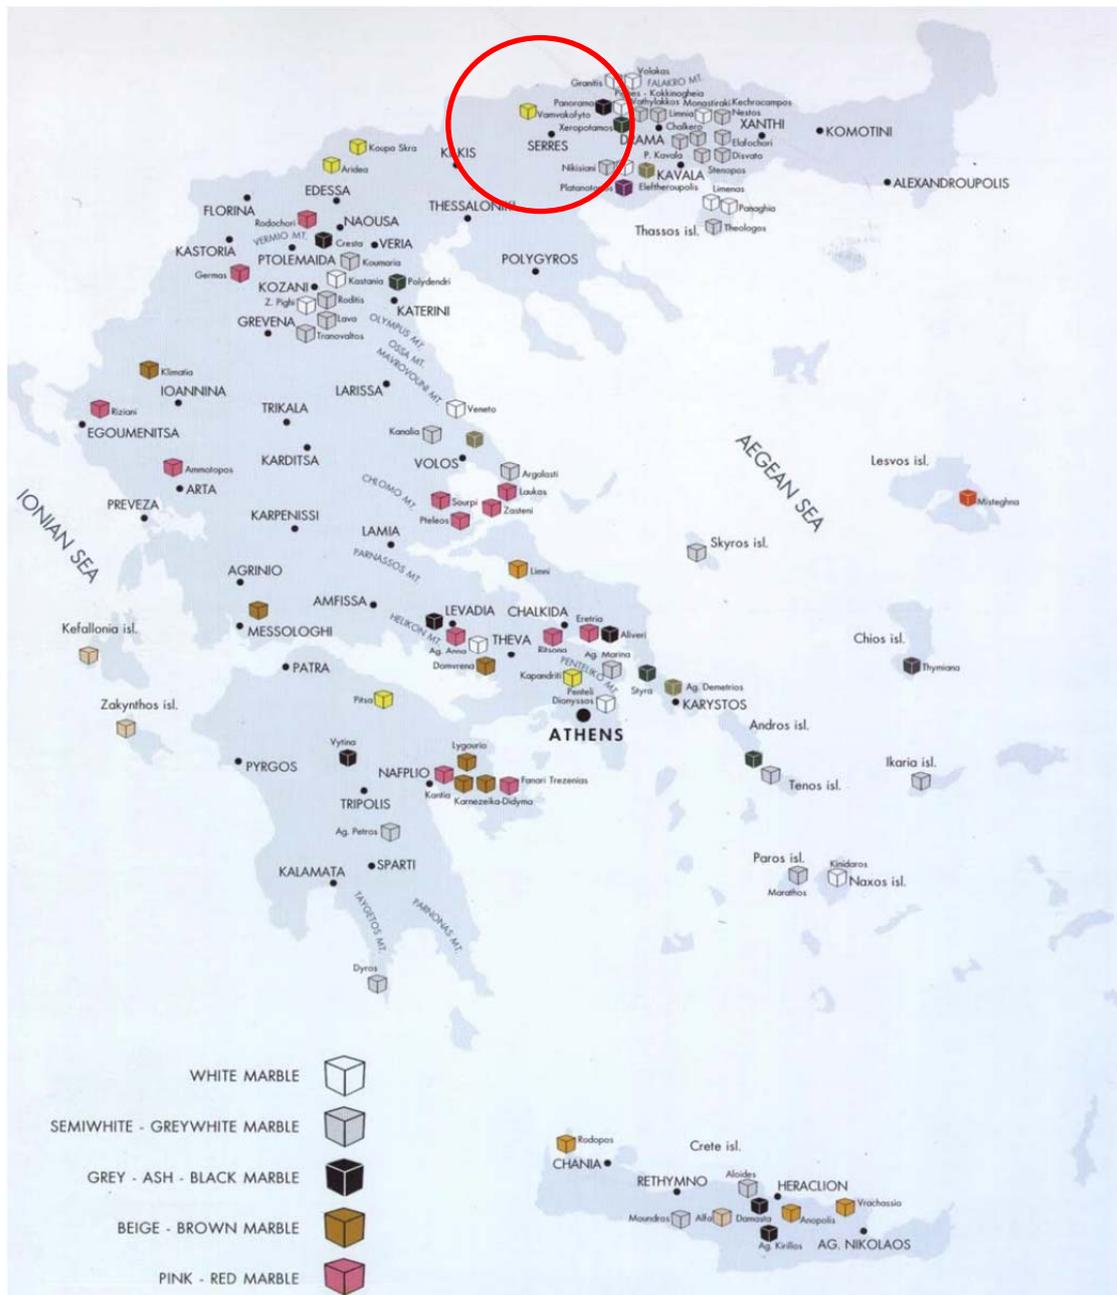 Volakas
Granitis
FALAKRO MT.
Pirges - Kokkinogheia
Panorama
Vathylakkos
Monastiraki
Kechrocampos
Vamvakofyto
Limnia
Nestos
Xeropotamos
Chalkero
XANTHI
KOMOTINI
SERRES
DRAMA
Elafochori
KILKIS
P. Kavala
Disvato
Koupa Skra
Aridea
Nikisiani
KAVALA
Stenopos
Platanotopos
Eleftheroupolis
Limenas
ALEXANDROUPOLIS
EDESSA
Panaghia
FLORINA
THESSALONIKI
Rodochori
NAOUSA
Thassos isl.
Theologos
VERMIO MT.
Cresta
VERIA
KASTORIA
PTOLEMAIDA
Koumaria
POLYGYROS
Germas
KOZANI
Kastania
Polydendri
Z. Pighi
Roditis
KATERINI
GREVENA
Lava
Tranovaltos
OLYMPUS MT.
OSSA MT.
MAVROVOUNI MT.
Klimatia
IOANNINA
LARISSA
Riziani
TRIKALA
Veneto
EGOUMENITSA
Kanalia
AEGEAN SEA
KARDITSA
VOLOS
Lesvos isl.
Ammotopos
Argalasti
ARTA
CHLOMO MT.
Laukos
IONIAN SEA
PREVEZA
Sourpi
Zasteni
Misteghna
KARPENISSI
Pteleos
LAMIA
Skyros isl.
PARNASSOS MT.
AGRINIO
Limni
AMFISSA
LEVADIA
CHALKIDA
Eretria
Kefallonia isl.
MESSOLOGHI
HELIKON MT.
Ag. Anna
THEVA
Ritsona
Aliveri
Chios isl.
PATRA
Domvrena
Ag. Marina
PENTELIKO MT.
Thymiana
Kapandriti
Styra
Ag. Demetrios
Zakynthos isl.
Pitsa
Penteli
Dionyssos
KARYSTOS
ATHENS
Andros isl.
Vytina
Lygourio
PYRGOS
NAFPLIO
Ikaria isl.
Fanari Trezenias
Tenos isl.
TRIPOLIS
Kantia
Karnezeika-Didyma
Ag. Petros
KALAMATA
SPARTI
Paros isl.
Kinidaros
Marathos
Naxos isl.
TAYGETOS MT.
PARNONAS MT.
Dyros
WHITE MARBLE
SEMIWHITE - GREYWHITE MARBLE
GREY - ASH - BLACK MARBLE
BEIGE - BROWN MARBLE
PINK - RED MARBLE
Rodopos
Crete isl.
CHANIA
RETHYMNO
Aloides
HERACLION
Moundros
Alfa
Damasta
Anopolis
Vrachassio
Ag. Kirillos
AG. NIKOLAOS